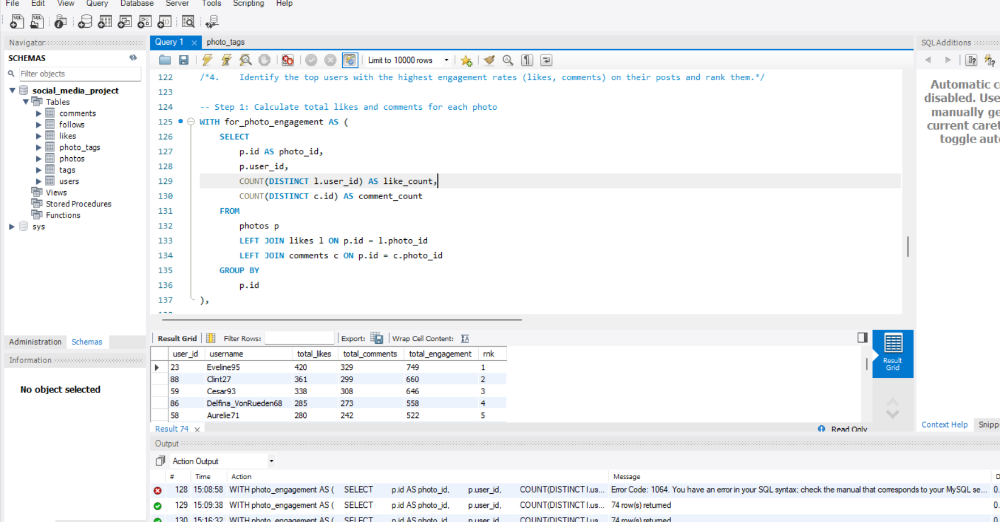 File Edit View Query Database Server Tools Scripting Help
Navigator
SCHEMAS
Filter objects
social_media_project
Tables
comments
follows
likes
photo_tags
photos
tags
users
Views
Stored Procedures
Functions
sys
Administration Schemas
Information
No object selected
Query 1 photo_tags
Limit to 10000 rows
122 /*4. Identify the top users with the highest engagement rates (likes, comments) on their posts and rank them.*/
123
124 -- Step 1: Calculate total likes and comments for each photo
125 WITH for_photo_engagement AS (
126 SELECT
127 p.id AS photo_id,
128 p.user_id,
129 COUNT(DISTINCT l.user_id) AS like_count,
130 COUNT(DISTINCT c.id) AS comment_count
131 FROM
132 photos p
133 LEFT JOIN likes l ON p.id = l.photo_id
134 LEFT JOIN comments c ON p.id = c.photo_id
135 GROUP BY
136 p.id
137 ),
Result Grid Filter Rows: Export: Wrap Cell Content:
user_id username total_likes total_comments total_engagement rnk
23 Eveline95 420 329 749 1
88 Clint27 361 299 660 2
59 Cesar93 338 308 646 3
86 Delfina_VonRueden68 285 273 558 4
58 Aurelie71 280 242 522 5
Result 74
Read Only
Result
Grid
SQLAdditions
Automatic c
disabled. Use
manually ge
current caret
toggle aut
Context Help Snipp
Output
Action Output
# Time Action Message D
128 15:08:58 WITH photo_engagement AS ( SELECT p.id AS photo_id, p.user_id, COUNT(DISTINCT l.us... Error Code: 1064. You have an error in your SQL syntax; check the manual that corresponds to your MySQL se... 0.
129 15:09:38 WITH photo_engagement AS ( SELECT p.id AS photo_id, p.user_id, COUNT(DISTINCT l.us... 74 row(s) returned 0.
130 15:16:32 WITH photo_engagement AS ( SELECT p.id AS photo_id, p.user_id, COUNT(DISTINCT l.us... 74 row(s) returned 0.